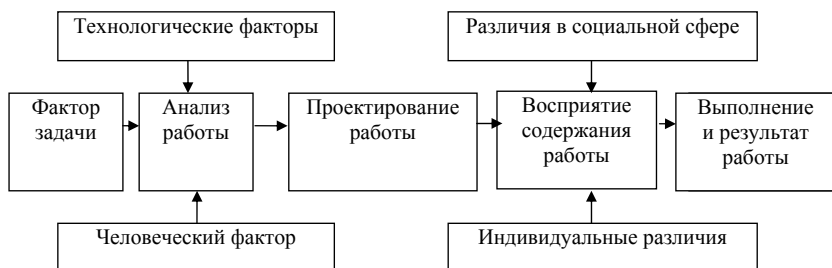 Технологические факторы
Различия в социальной сфере
Фактор
задачи
Анализ
работы
Проектирование
работы
Восприятие
содержания
работы
Выполнение
и результат
работы
Человеческий фактор
Индивидуальные различия